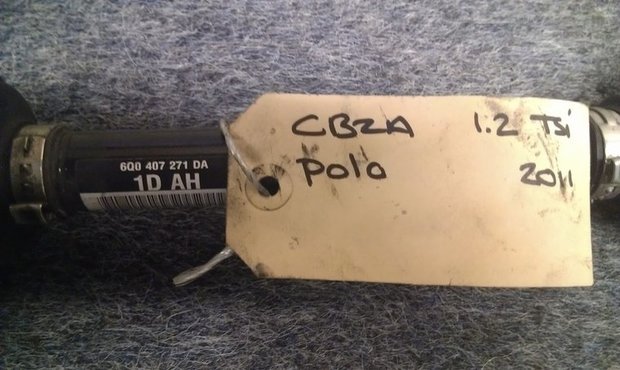 6Q0 407 271 DA
1D AH
CBZA 1.2 TSi
Polo 2011